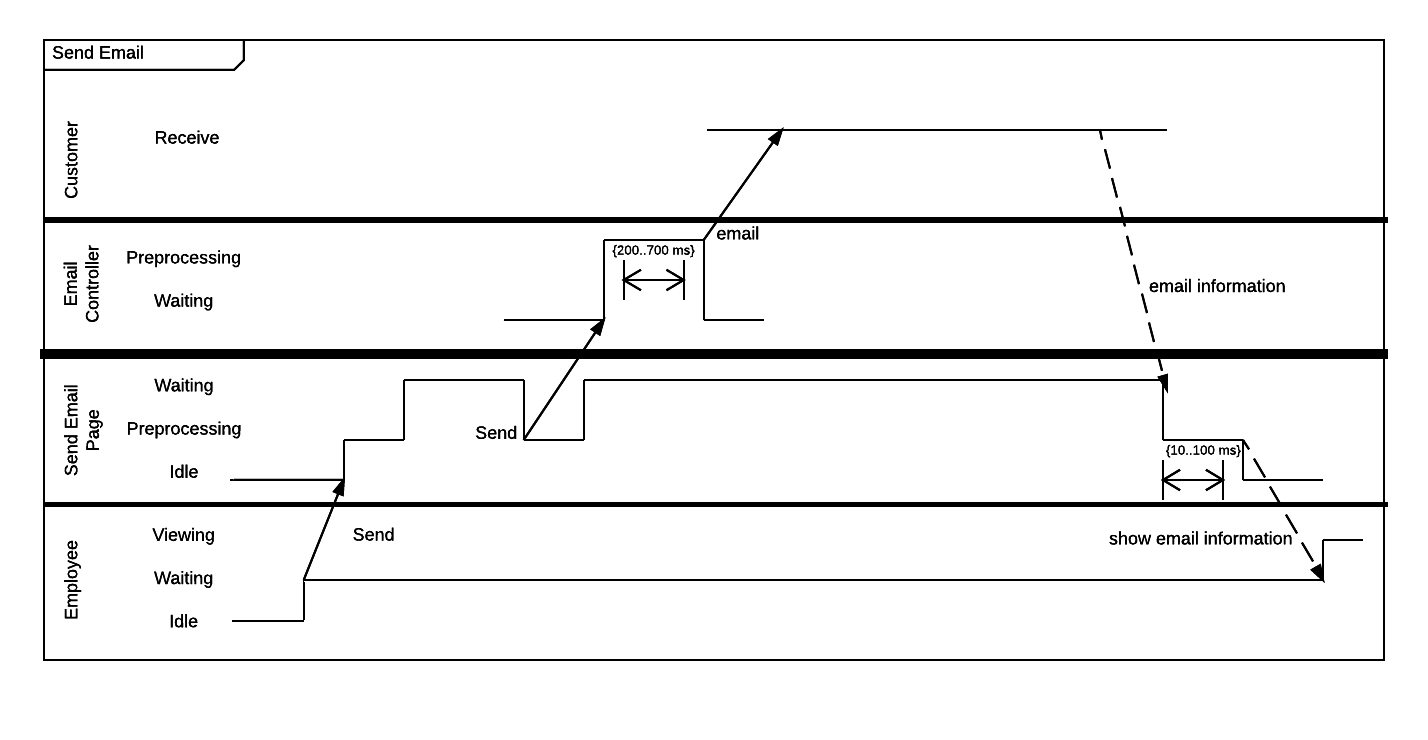 Send Email
Customer
Receive
Email
Controller
Preprocessing
Waiting
{200..700 ms}
email
email information
Send Email
Page
Waiting
Preprocessing
Idle
Send
{10..100 ms}
Employee
Viewing
Waiting
Idle
Send
show email information